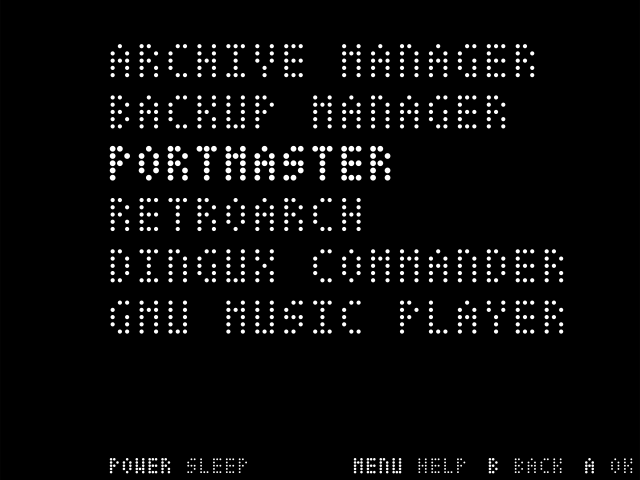 ARCHIVE MANAGER
BACKUP MANAGER
PORTMASTER
RETROARCH
DINGUX COMMANDER
GMU MUSIC PLAYER
POWER SLEEP MENU HELP B BACK A OK